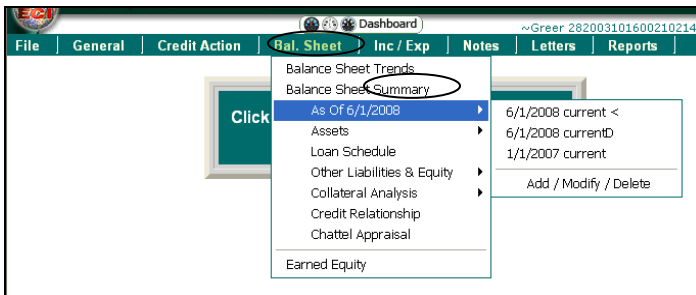 ECI
Dashboard
~Greer 282003101600210214
File General Credit Action Bal. Sheet Inc / Exp Notes Letters Reports
Balance Sheet Trends
Balance Sheet Summary
Click
As Of 6/1/2008
6/1/2008 current <
Assets
6/1/2008 currentD
Loan Schedule
1/1/2007 current
Other Liabilities & Equity
Add / Modify / Delete
Collateral Analysis
Credit Relationship
Chattel Appraisal
Earned Equity